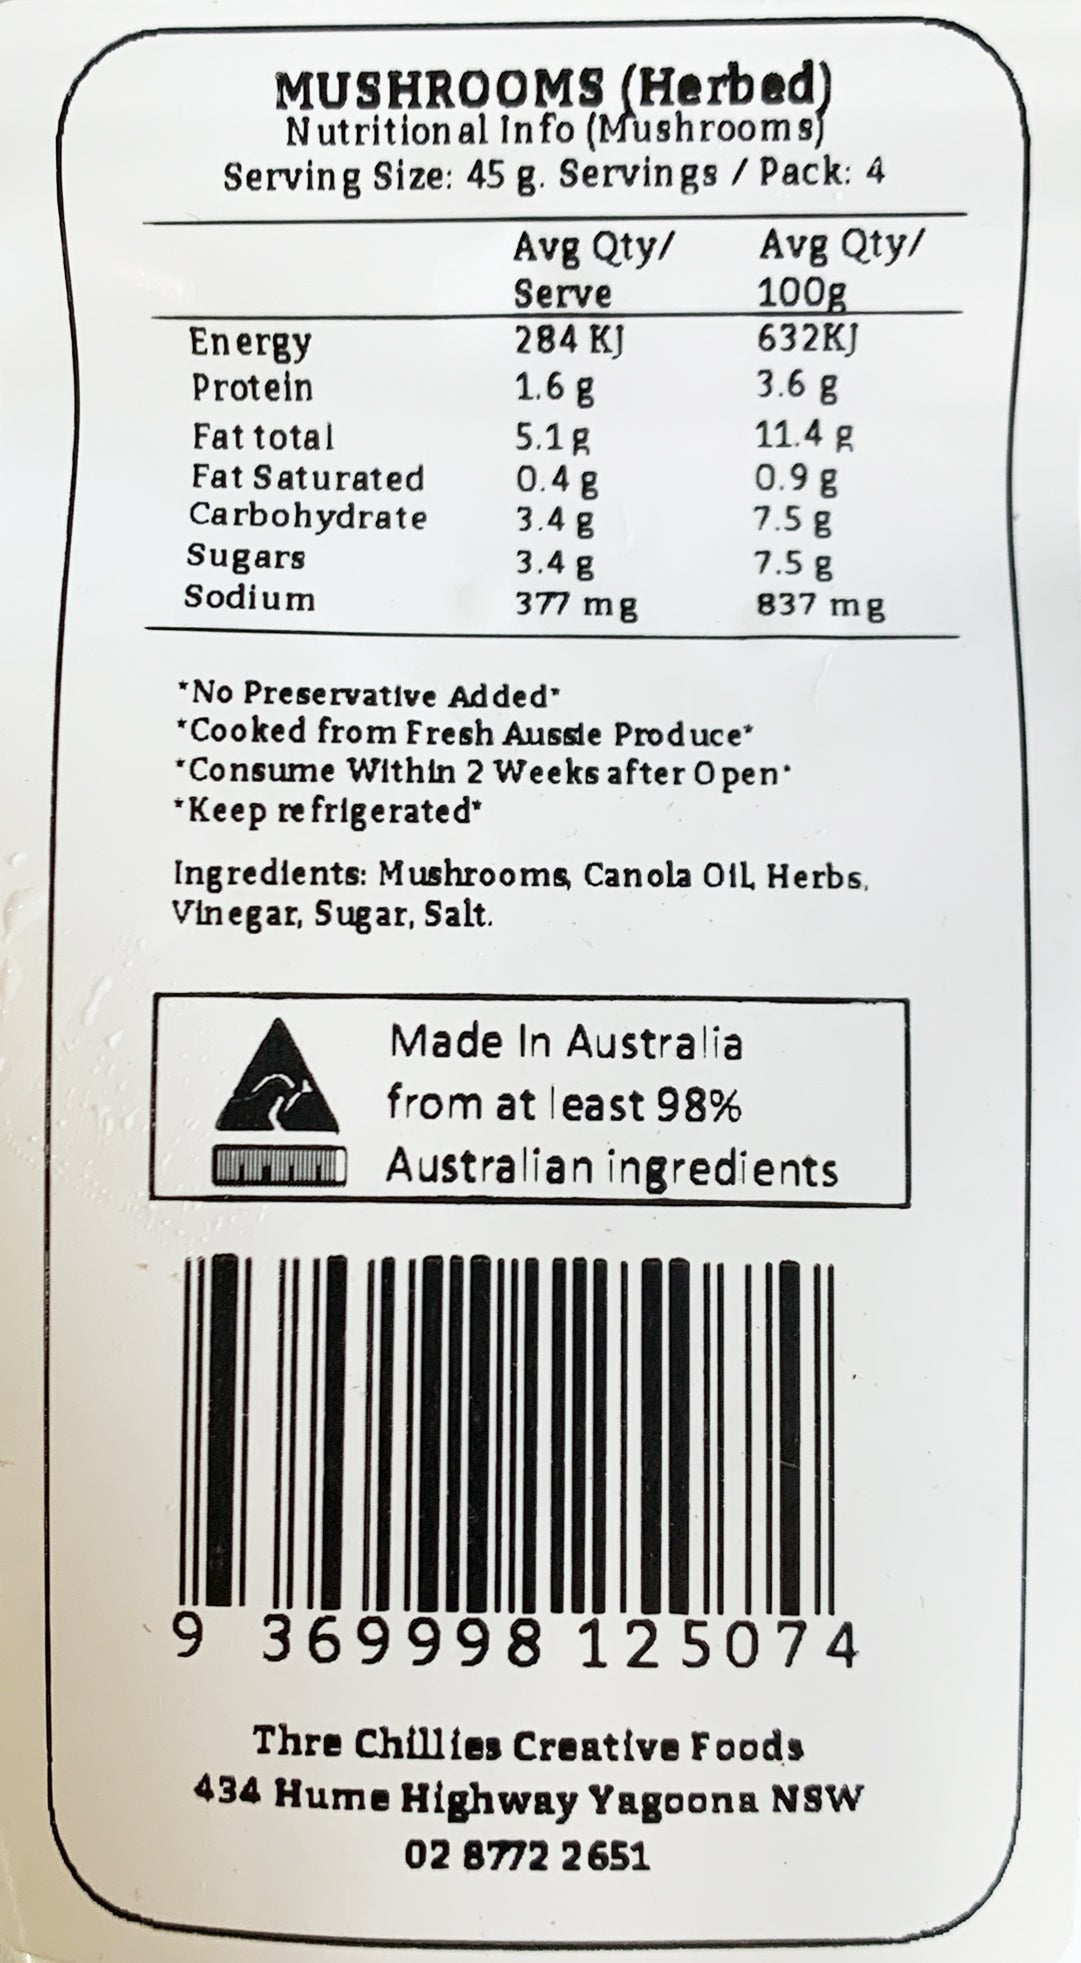 MUSHROOMS (Herbed)
Nutritional Info (Mushrooms)
Serving Size: 45 g. Servings / Pack: 4
Avg Qty/ Avg Qty/
Serve 100g
Energy 284 KJ 632KJ
Protein 1.6 g 3.6 g
Fat total 5.1g 11.4 g
Fat Saturated 0.4 g 0.9 g
Carbohydrate 3.4 g 7.5 g
Sugars 3.4 g 7.5 g
Sodium 377 mg 837 mg
*No Preservative Added*
*Cooked from Fresh Aussie Produce*
*Consume Within 2 Weeks after Open*
*Keep refrigerated*
Ingredients: Mushrooms, Canola Oil, Herbs,
Vinegar, Sugar, Salt.
Made In Australia
from at least 98%
Australian ingredients
9 369998 125074
Thre Chillies Creative Foods
434 Hume Highway Yagoona NSW
02 8772 2651